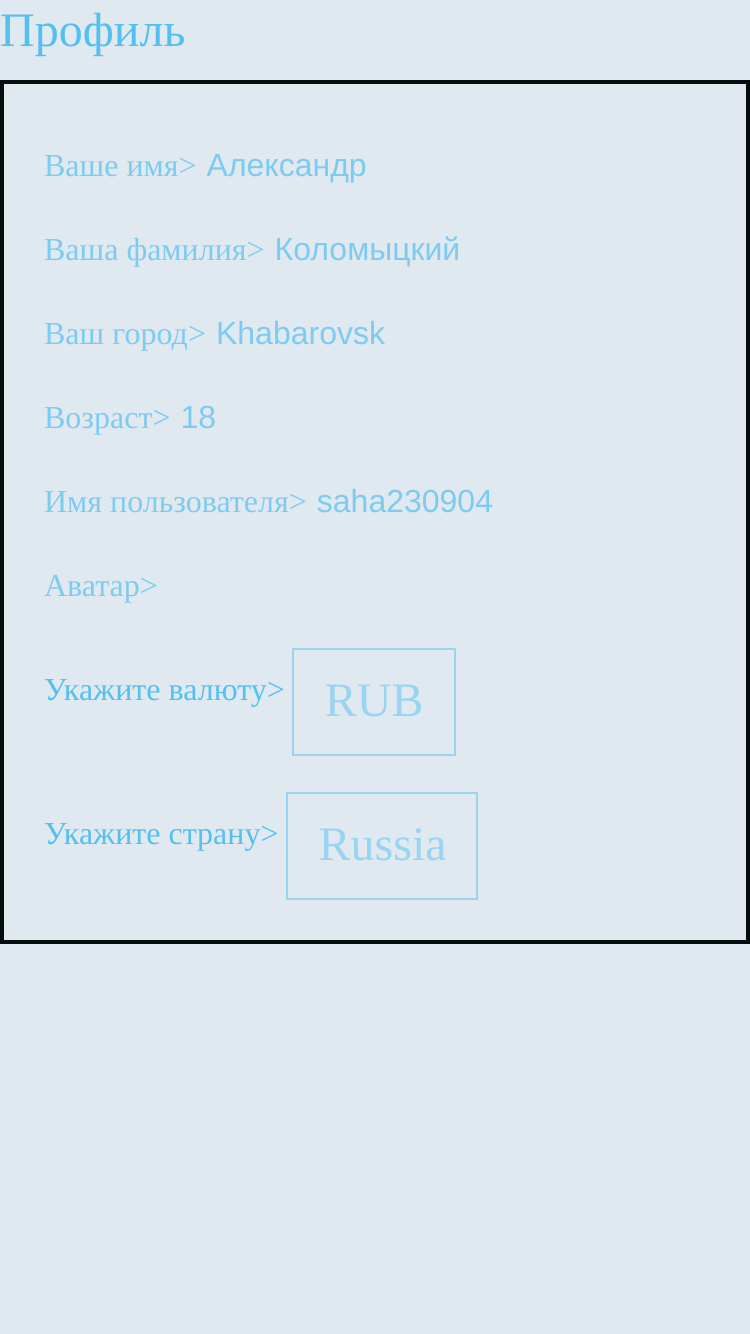 Профиль
Ваше имя> Александр
Ваша фамилия> Коломыцкий
Ваш город> Khabarovsk
Возраст> 18
Имя пользователя> saha230904
Аватар>
Укажите валюту> RUB
Укажите страну> Russia